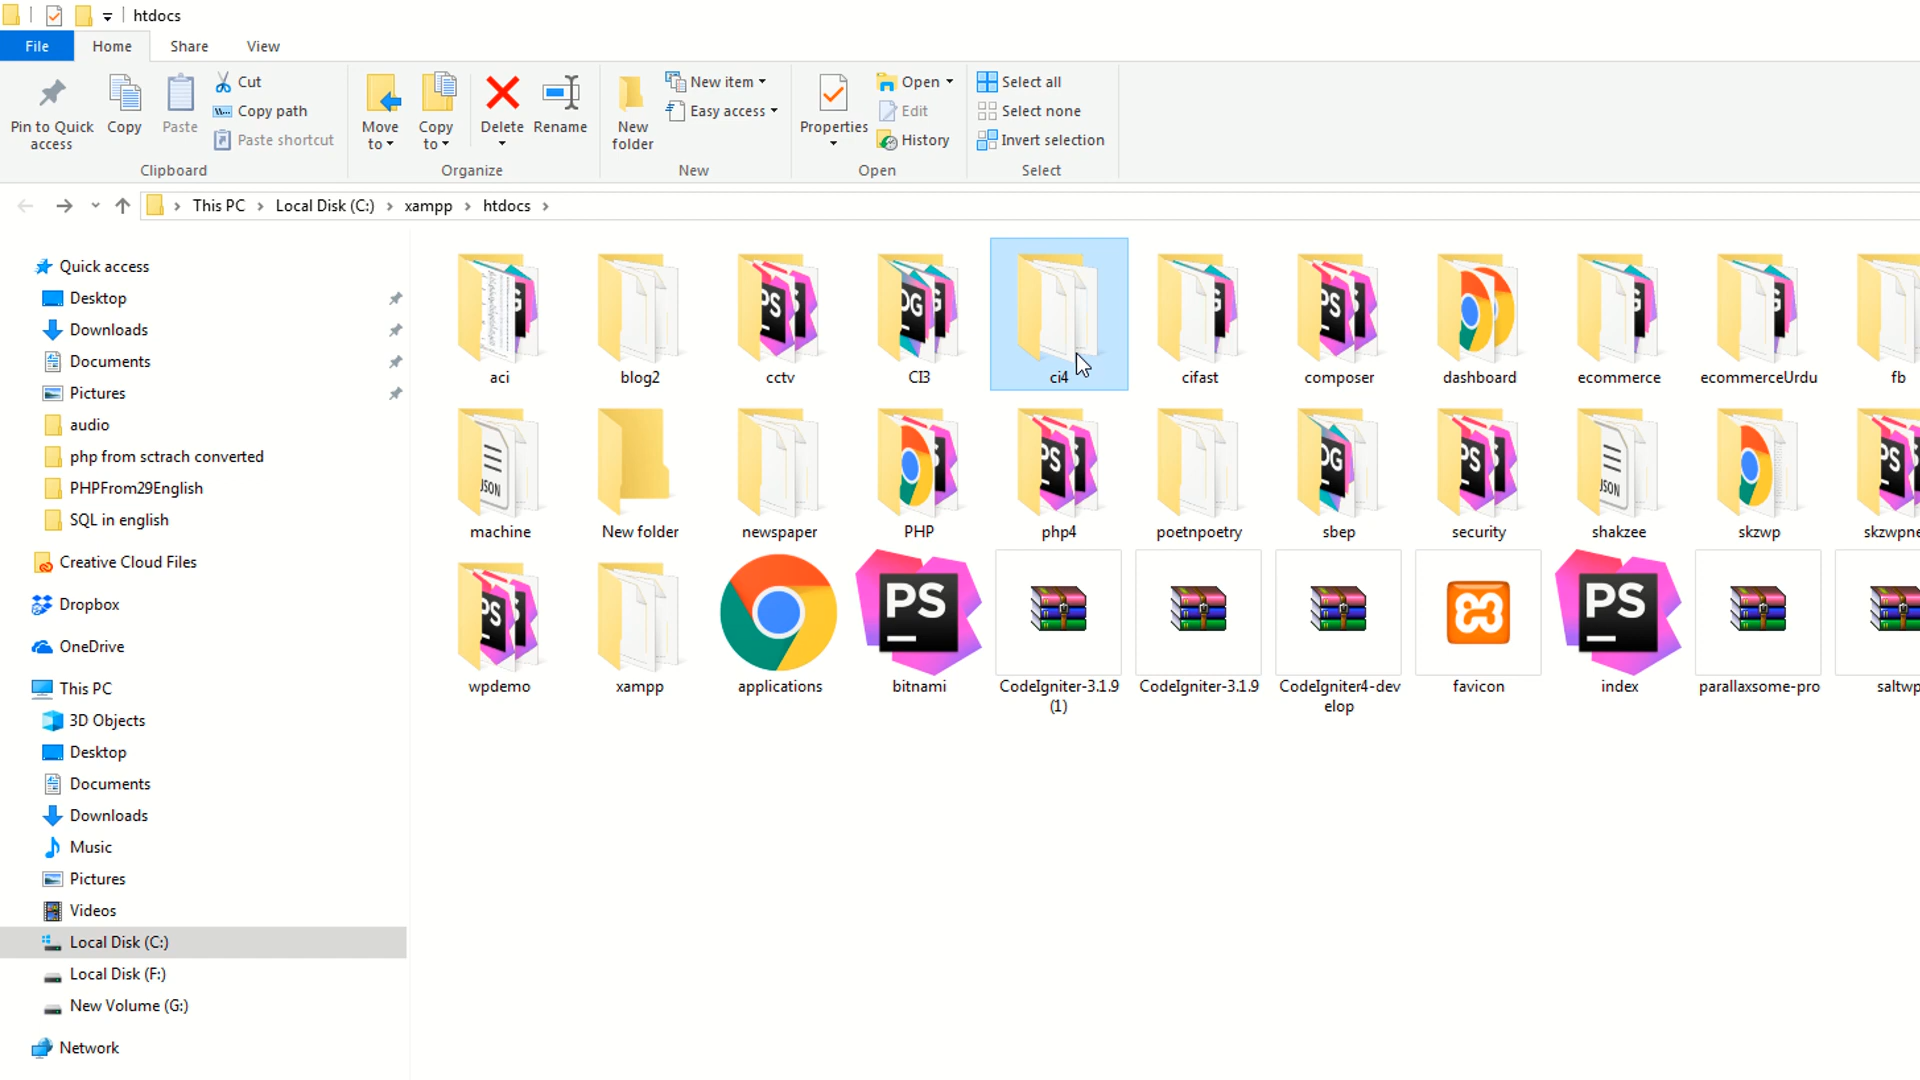 htdocs
File Home Share View
Pin to Quick access
Copy
Paste
Cut
Copy path
Paste shortcut
Clipboard
Move to
Copy to
Delete
Rename
Organize
New folder
New item
Easy access
New
Properties
Open
Edit
History
Open
Select all
Select none
Invert selection
Select
This PC > Local Disk (C:) > xampp > htdocs >
Quick access
Desktop
Downloads
Documents
Pictures
audio
php from sctrach converted
PHPFrom29English
SQL in english
Creative Cloud Files
Dropbox
OneDrive
This PC
3D Objects
Desktop
Documents
Downloads
Music
Pictures
Videos
Local Disk (C:)
Local Disk (F:)
New Volume (G:)
Network
aci blog2 cctv CI3 ci4 cifast composer dashboard ecommerce ecommerceUrdu fb
machine New folder newspaper PHP php4 poetnpoetry sbep security shakzee skzwp skzwpne
wpdemo xampp applications bitnami CodeIgniter-3.1.9 (1) CodeIgniter-3.1.9 CodeIgniter4-develop favicon index parallaxsome-pro saltwp
PS
PS